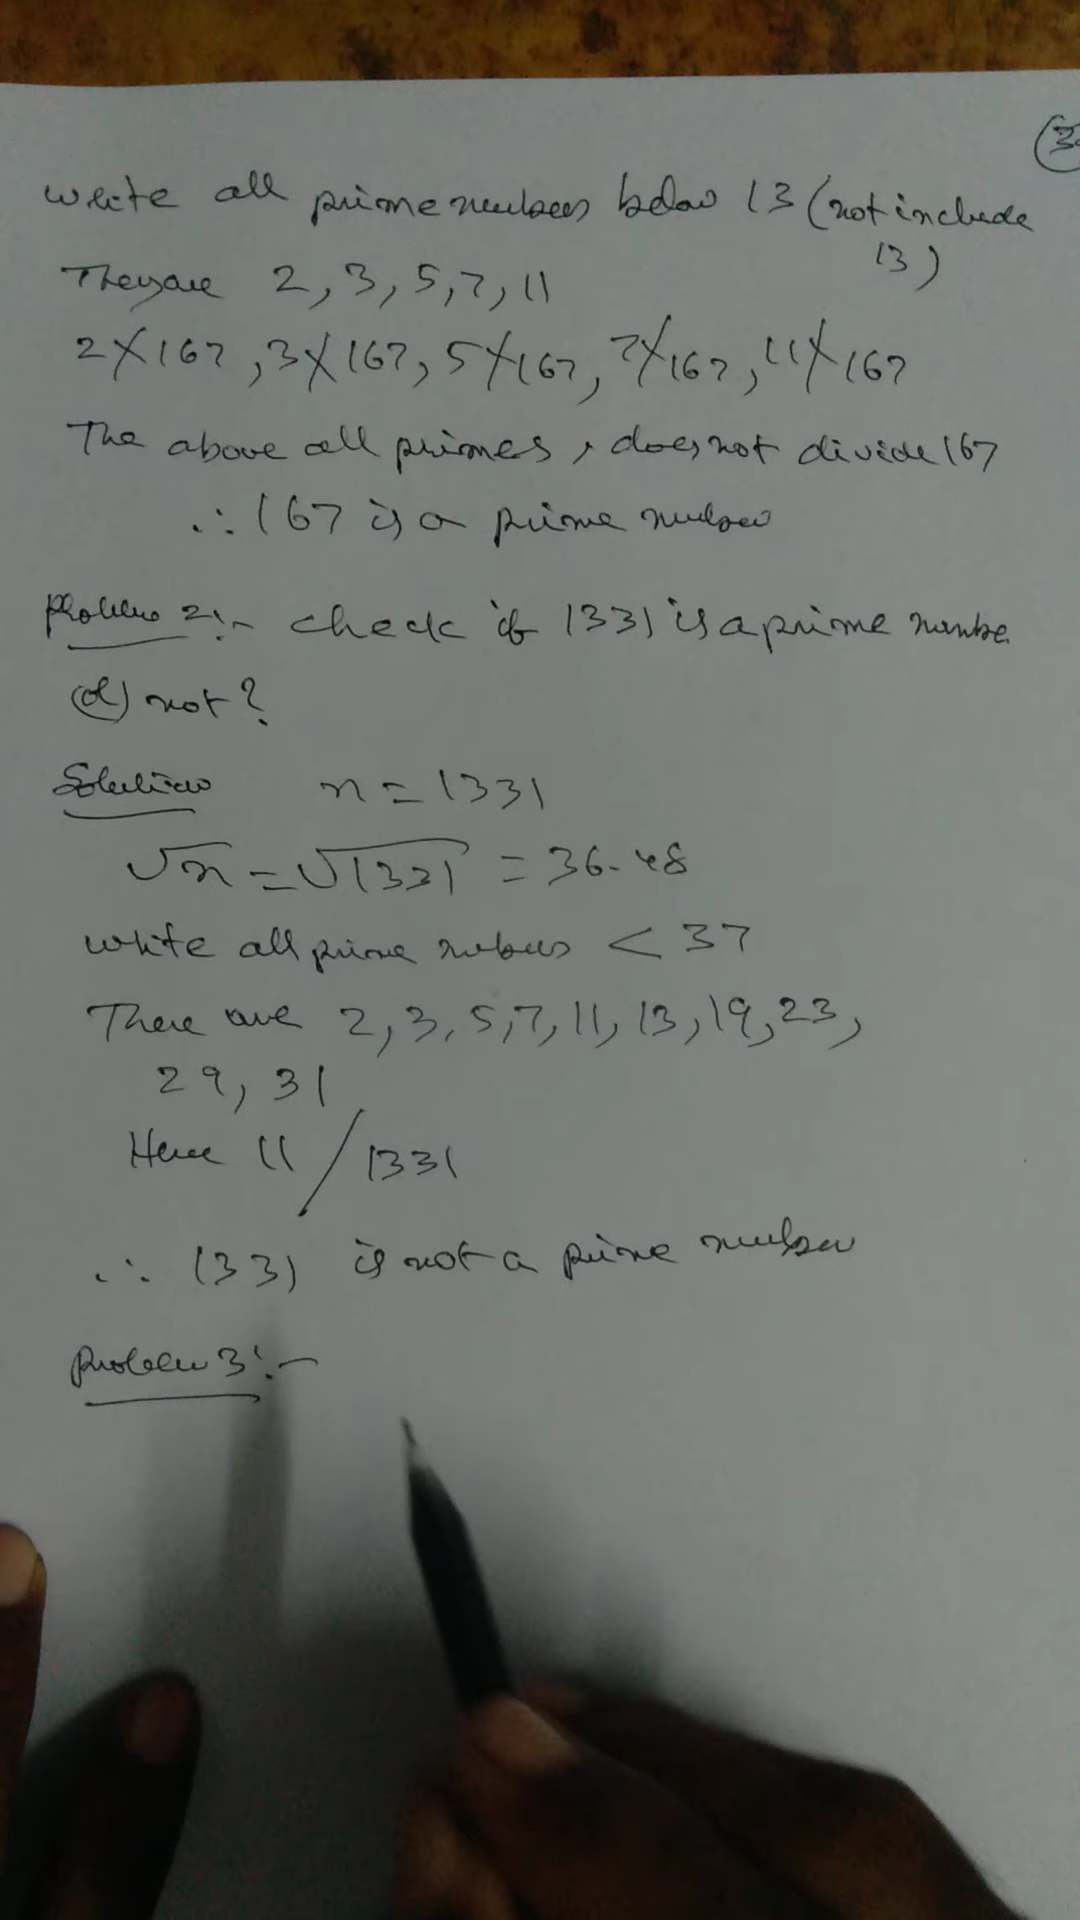 (3
write all prime numbers below 13 (not include
13)
They are 2, 3, 5, 7, 11
2∤167, 3∤167, 5∤167, 7∤167, 11∤167
The above all primes, does not divide 167
∴ 167 is a prime number
Problem 2:- check if 1331 is a prime number
(or) not?
Solution n = 1331
√n = √1331 = 36.48
write all prime numbers < 37
There are 2, 3, 5, 7, 11, 13, 19, 23,
29, 31
Here 11 / 1331
∴ 1331 is not a prime number
Problem 3:-